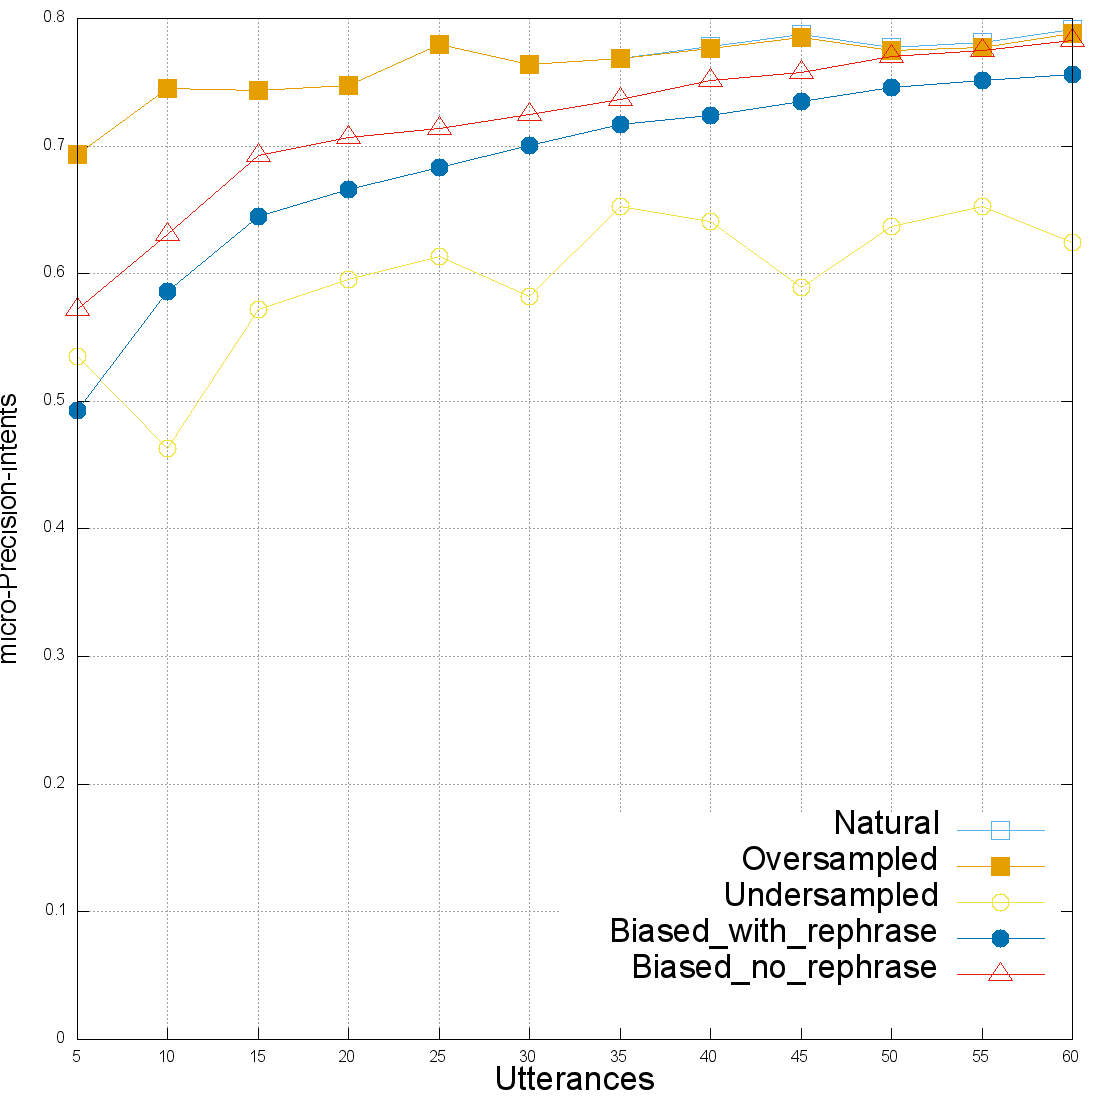 0.8
0.7
0.6
0.5
0.4
0.3
0.2
0.1
0
micro-Precision-intents
Natural
Oversampled
Undersampled
Biased_with_rephrase
Biased_no_rephrase
5 10 15 20 25 30 35 40 45 50 55 60
Utterances